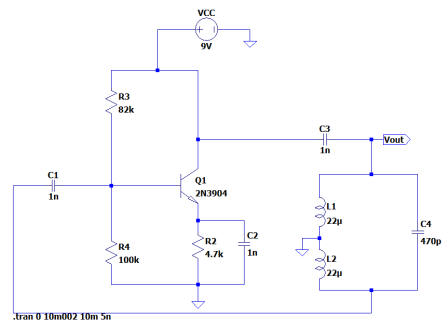 VCC
9V
R3
82k
C3
1n
Vout
C1
1n
Q1
2N3904
L1
22µ
C4
470p
R4
100k
R2
4.7k
C2
1n
L2
22µ
.tran 0 10m002 10m 5n